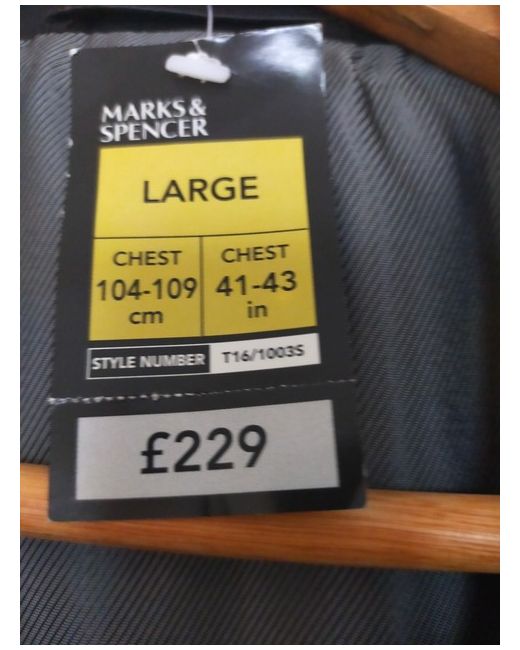 MARKS &
SPENCER
LARGE
CHEST
104-109
cm
CHEST
41-43
in
STYLE NUMBER T16/1003S
£229